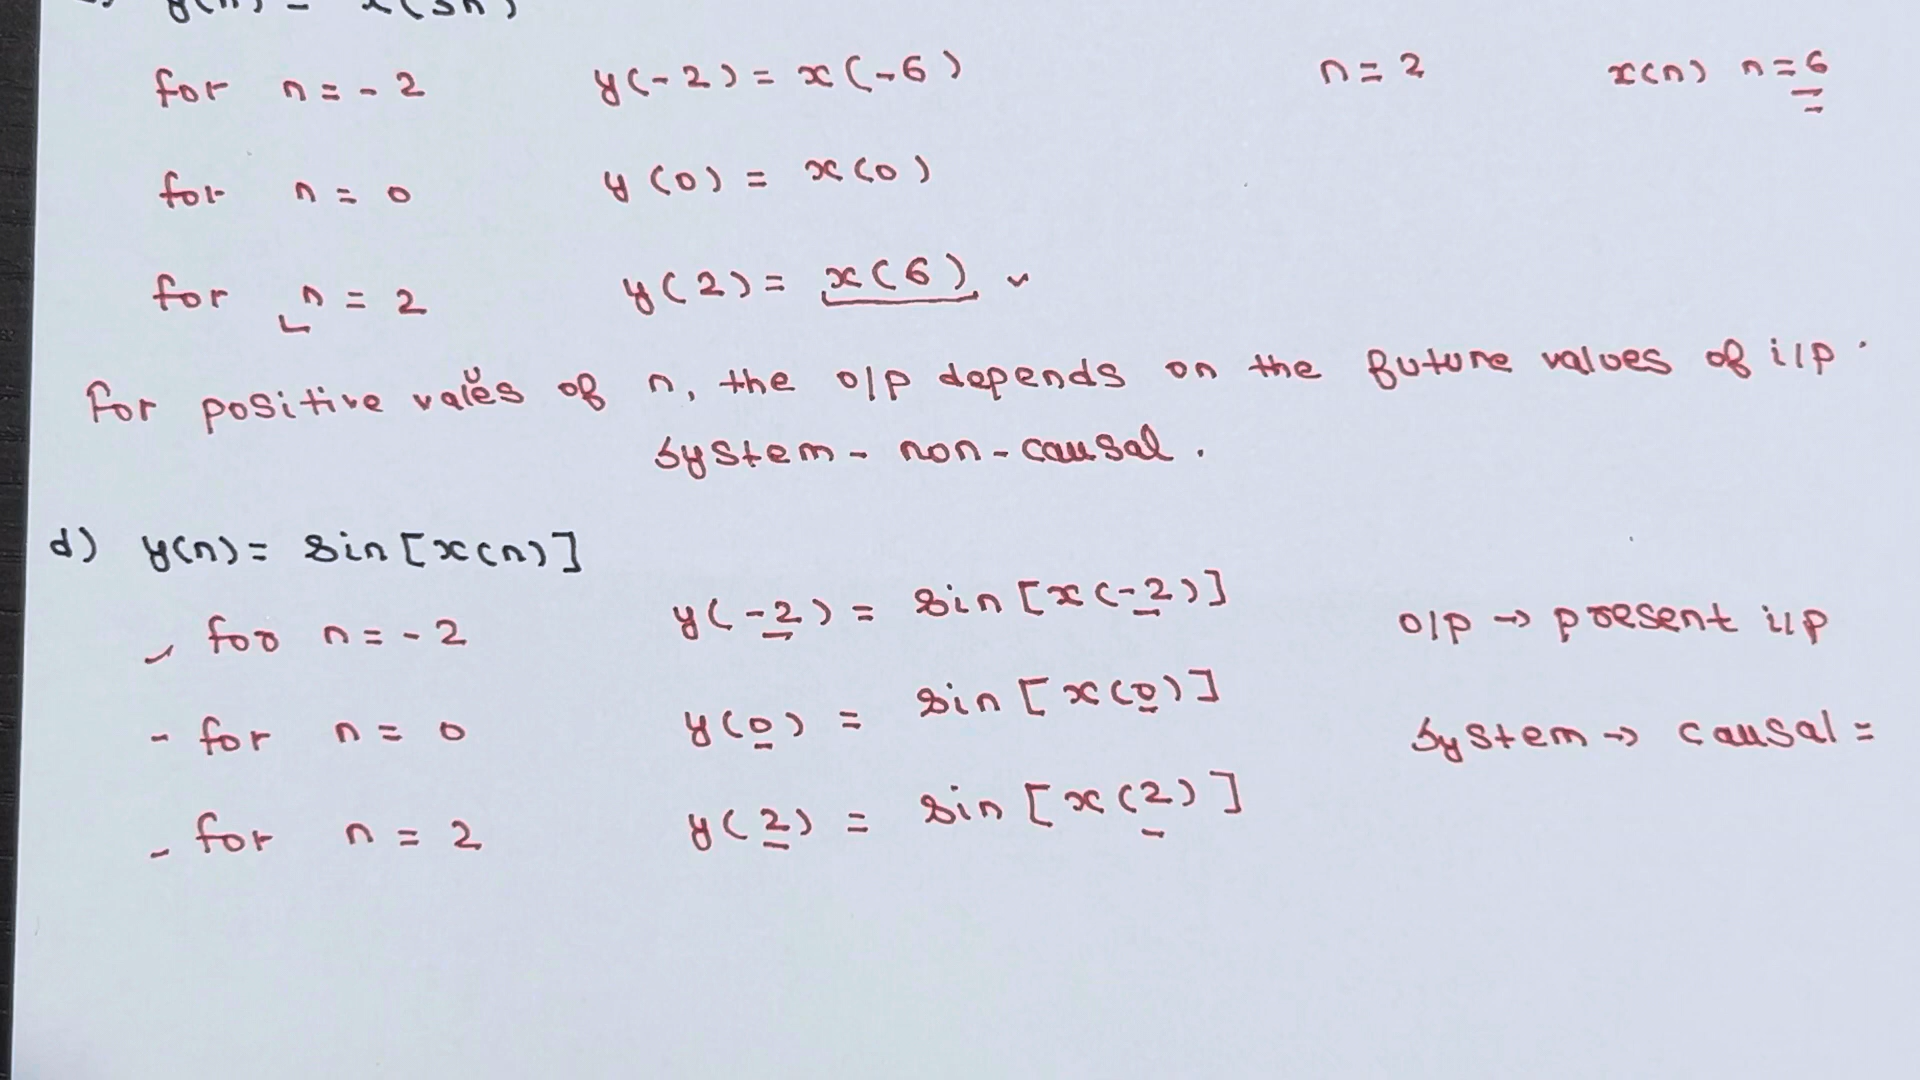 y(n) = x(3n)
for n = -2 y(-2) = x(-6) n = 2 x(n) n = 6
for n = 0 y(0) = x(0)
for n = 2 y(2) = x(6)
For positive values of n, the o/p depends on the future values of i/p.
System - non-causal.
d) y(n) = sin[x(n)]
for n = -2 y(-2) = sin[x(-2)] o/p → present i/p
- for n = 0 y(0) = sin[x(0)]
System → causal =
- for n = 2 y(2) = sin[x(2)]